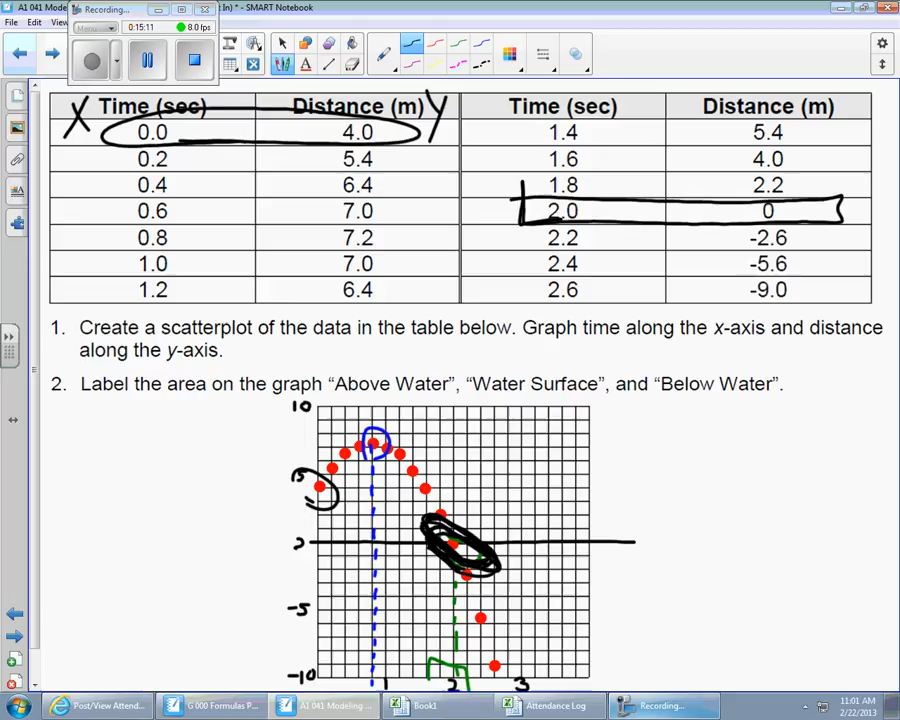 Recording...
A1 041 Model In) * - SMART Notebook
File Edit
Menu 0:15:11 8.0 fps
X Time (sec) Distance (m) Y Time (sec) Distance (m)
0.0 4.0 1.4 5.4
0.2 5.4 1.6 4.0
0.4 6.4 1.8 2.2
0.6 7.0 2.0 0
0.8 7.2 2.2 -2.6
1.0 7.0 2.4 -5.6
1.2 6.4 2.6 -9.0
1. Create a scatterplot of the data in the table below. Graph time along the x-axis and distance
along the y-axis.
2. Label the area on the graph “Above Water”, “Water Surface”, and “Below Water”.
10
-5
-10
1 2 3
Post/View Attend... G 000 Formulas P... A1 041 Modeling ... Book1 Attendance Log Recording...
11:01 AM
2/22/2013